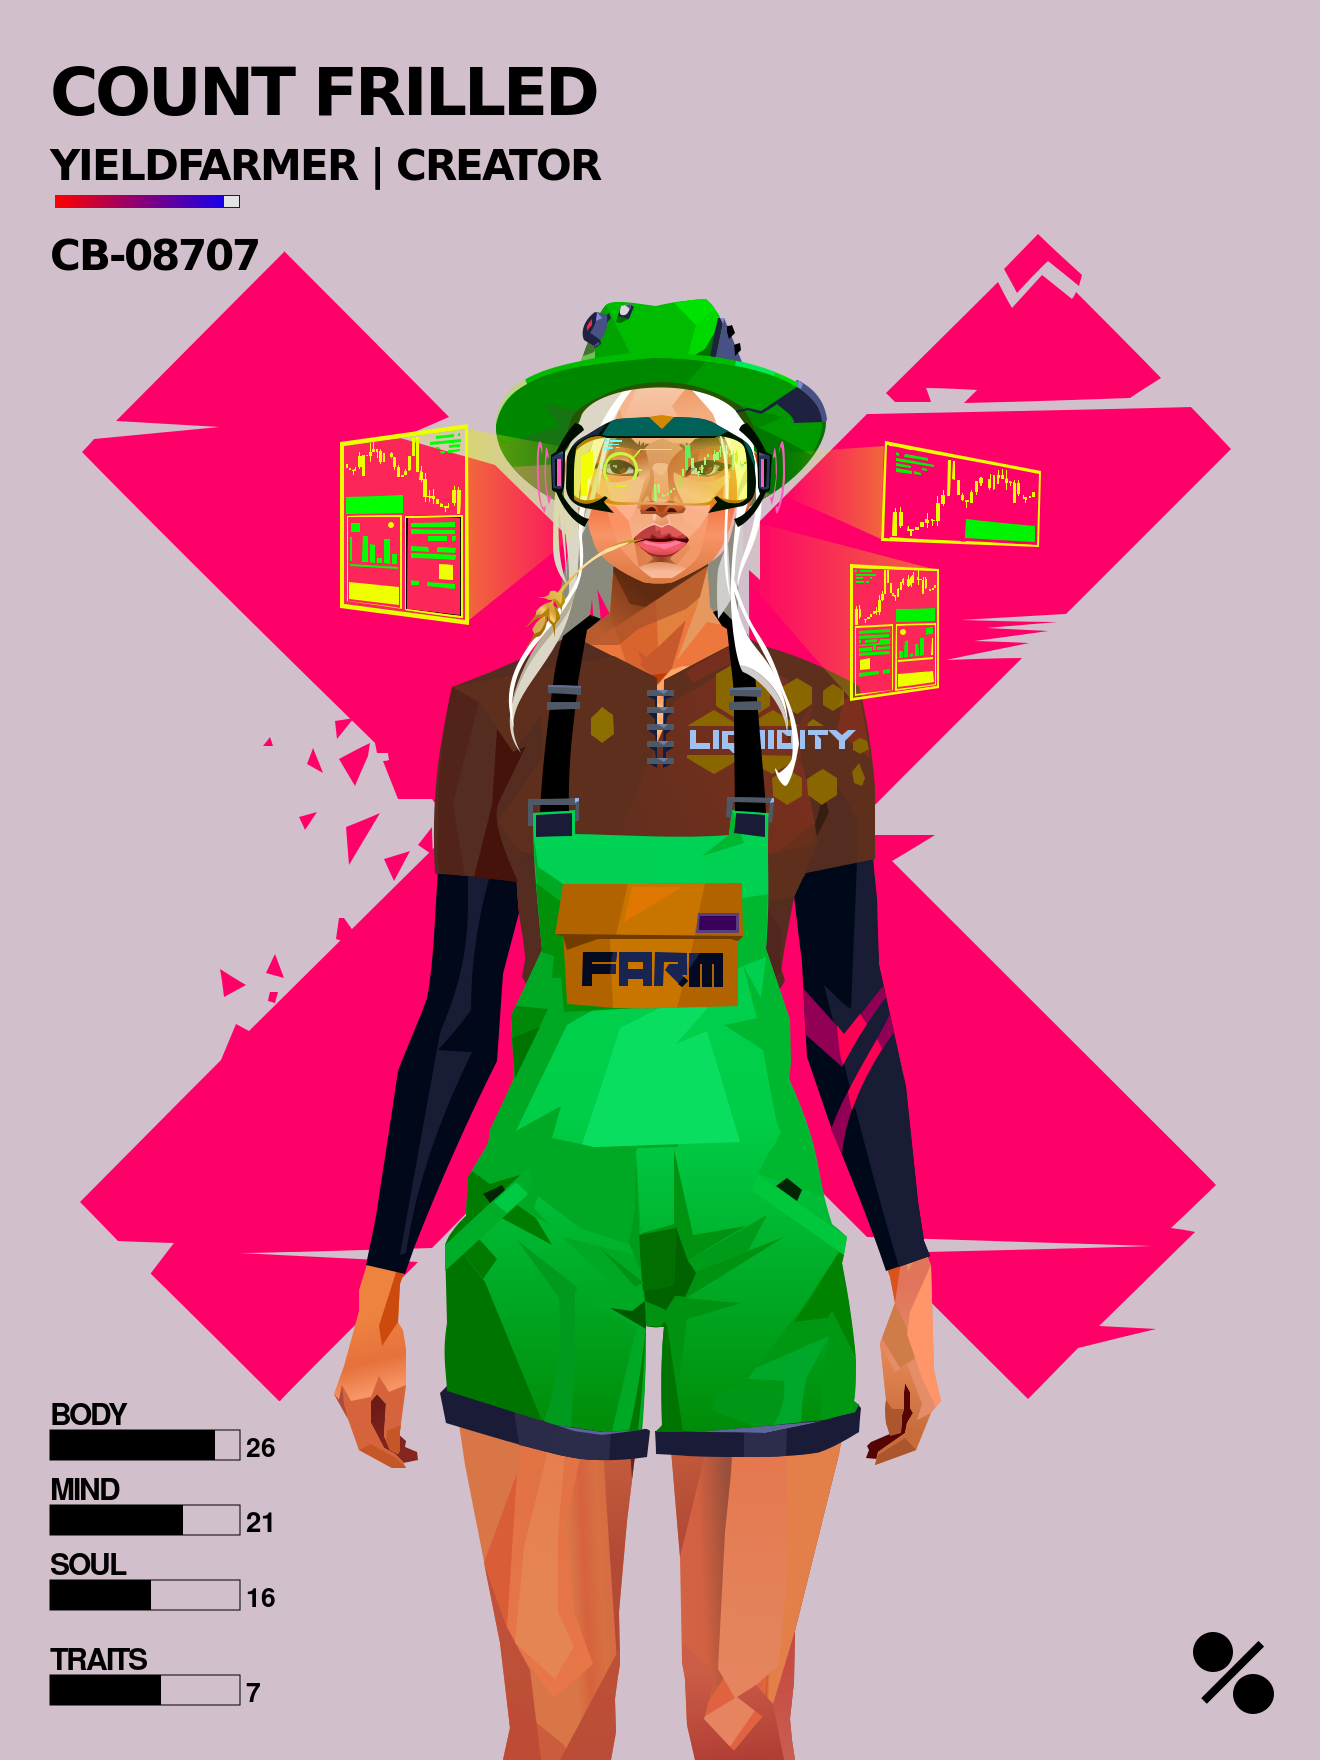 COUNT FRILLED
YIELDFARMER | CREATOR
CB-08707
LIQUIDITY
FARM
BODY
26
MIND
21
SOUL
16
TRAITS
7
%